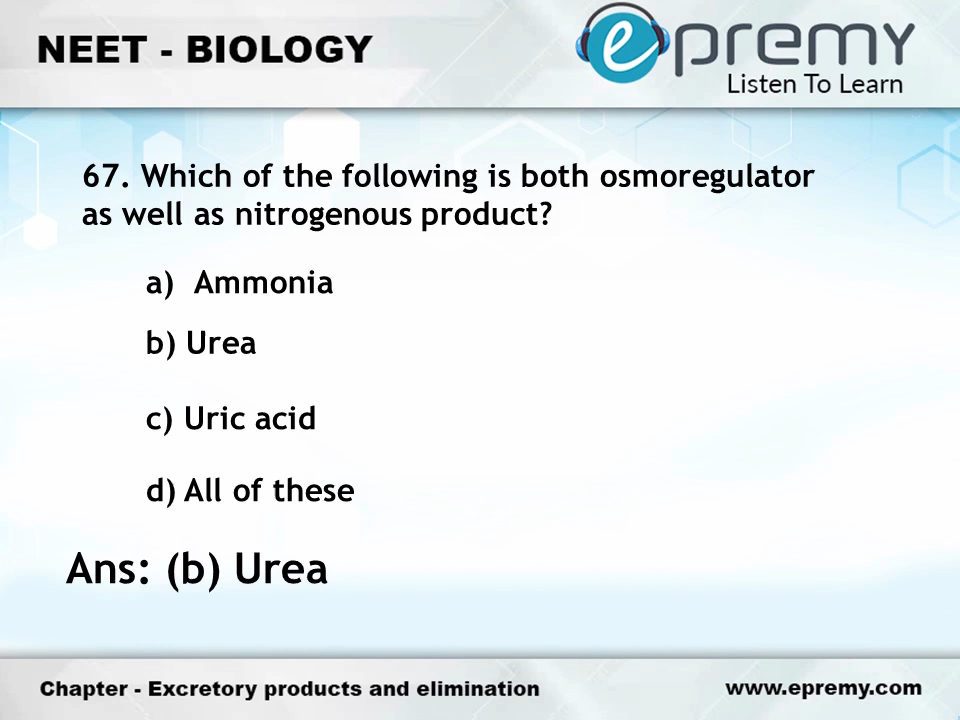 NEET - BIOLOGY
epremy
Listen To Learn
67. Which of the following is both osmoregulator
as well as nitrogenous product?
a) Ammonia
b) Urea
c) Uric acid
d) All of these
Ans: (b) Urea
Chapter - Excretory products and elimination
www.epremy.com